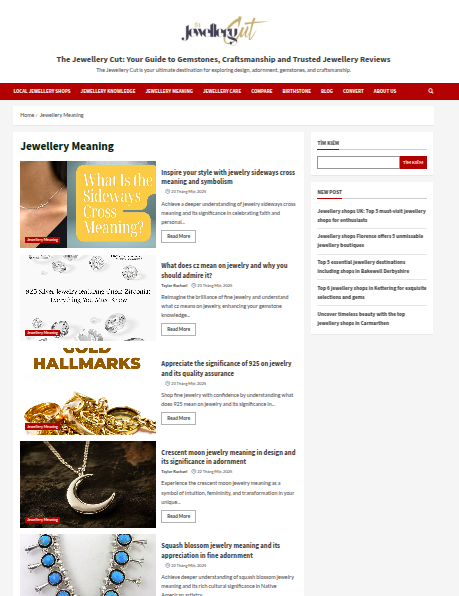 the
Jewellery Cut
The Jewellery Cut: Your Guide to Gemstones, Craftsmanship and Trusted Jewellery Reviews
The Jewellery Cut is your ultimate destination for exploring design, adornment, gemstones, and craftsmanship.
LOCAL JEWELLERY SHOPS JEWELLERY KNOWLEDGE JEWELLERY MEANING JEWELLERY CARE COMPARE BIRTHSTONE BLOG CONVERT ABOUT US
Home / Jewellery Meaning
Jewellery Meaning
What Is the
Sideways
Cross
Meaning?
Jewellery Meaning
Inspire your style with jewelry sideways cross
meaning and symbolism
Achieve a deeper understanding of jewelry sideways cross
meaning and its significance in celebrating faith and
personal...
Read More
925 Silver Jewelry Meaning Cubic Zirconia:
Everything You Must Know
Jewellery Meaning
What does cz mean on jewelry and why you
should admire it?
Taylor Rachael 22 Tháng Một, 2025
Reimagine the brilliance of fine jewelry and understand
what cz means on jewelry, enhancing your gemstone
knowledge...
Read More
GOLD
HALLMARKS
Jewellery Meaning
Appreciate the significance of 925 on jewelry
and its quality assurance
Shop fine jewelry with confidence by understanding what
does 925 mean on jewelry and its significance in...
Read More
Jewellery Meaning
Crescent moon jewelry meaning in design and
its significance in adornment
Taylor Rachael 22 Tháng Một, 2025
Experience the crescent moon jewelry meaning as a
symbol of intuition, femininity, and transformation in your
unique...
Read More
Squash blossom jewelry meaning and its
appreciation in fine adornment
Achieve deeper understanding of squash blossom jewelry
meaning and its rich cultural significance in Native
American artistry
TÌM KIẾM
TÌM KIẾM
NEW POST
Jewellery shops UK: Top 5 must-visit jewellery
shops for enthusiasts
Jewellery shops Florence offers 5 unmissable
jewellery boutiques
Top 5 essential jewellery destinations
including shops in Bakewell Derbyshire
Top 6 jewellery shops in Kettering for exquisite
selections and gems
Uncover timeless beauty with the top
jewellery shops in Carmarthen